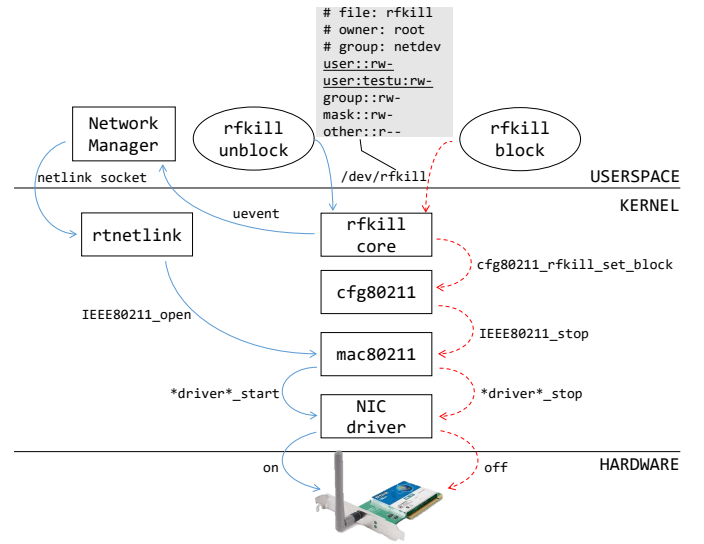 # file: rfkill
# owner: root
# group: netdev
user::rw-
user:testu:rw-
group::rw-
mask::rw-
other::r--
Network
Manager
rfkill
unblock
rfkill
block
netlink socket
/dev/rfkill
USERSPACE
KERNEL
uevent
rtnetlink
rfkill
core
cfg80211_rfkill_set_block
cfg80211
IEEE80211_open
IEEE80211_stop
mac80211
*driver*_start
*driver*_stop
NIC
driver
on
off
HARDWARE